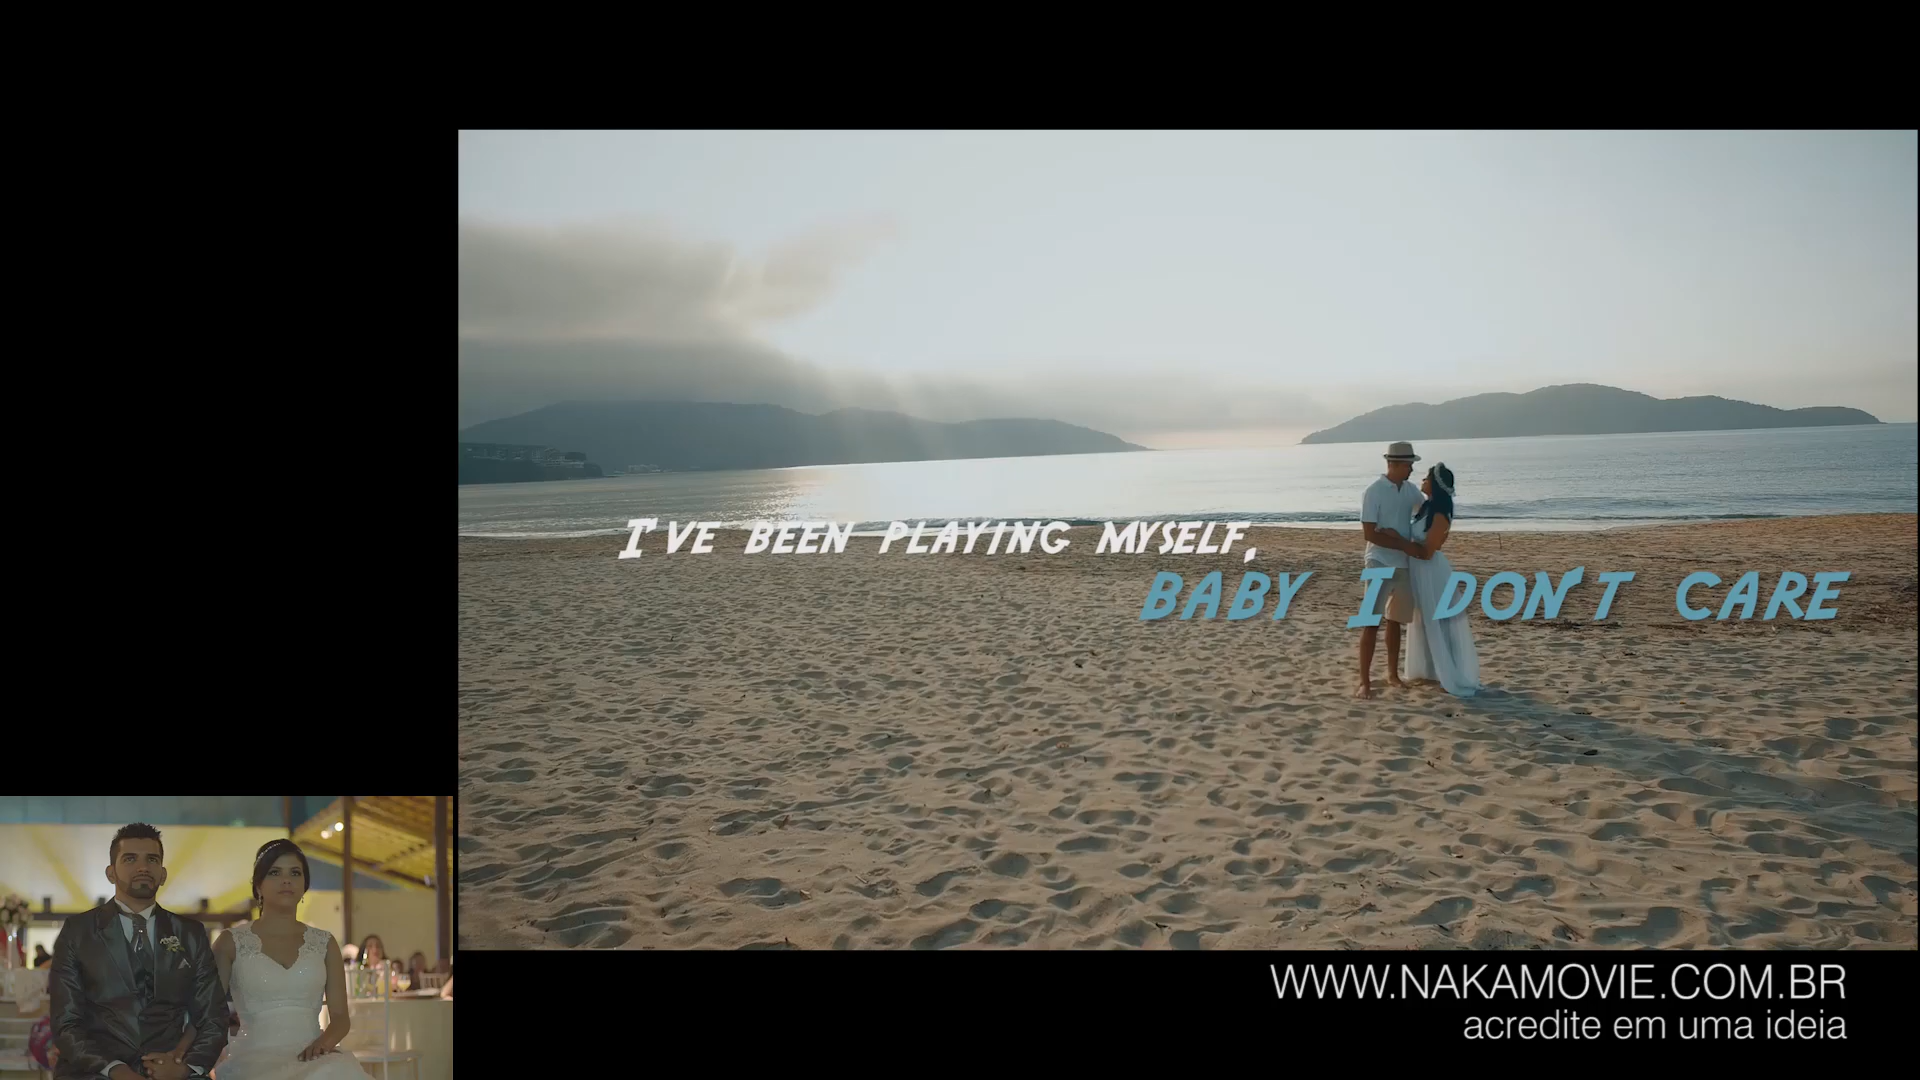 I'VE BEEN PLAYING MYSELF,
BABY I DON'T CARE
WWW.NAKAMOVIE.COM.BR
acredite em uma ideia